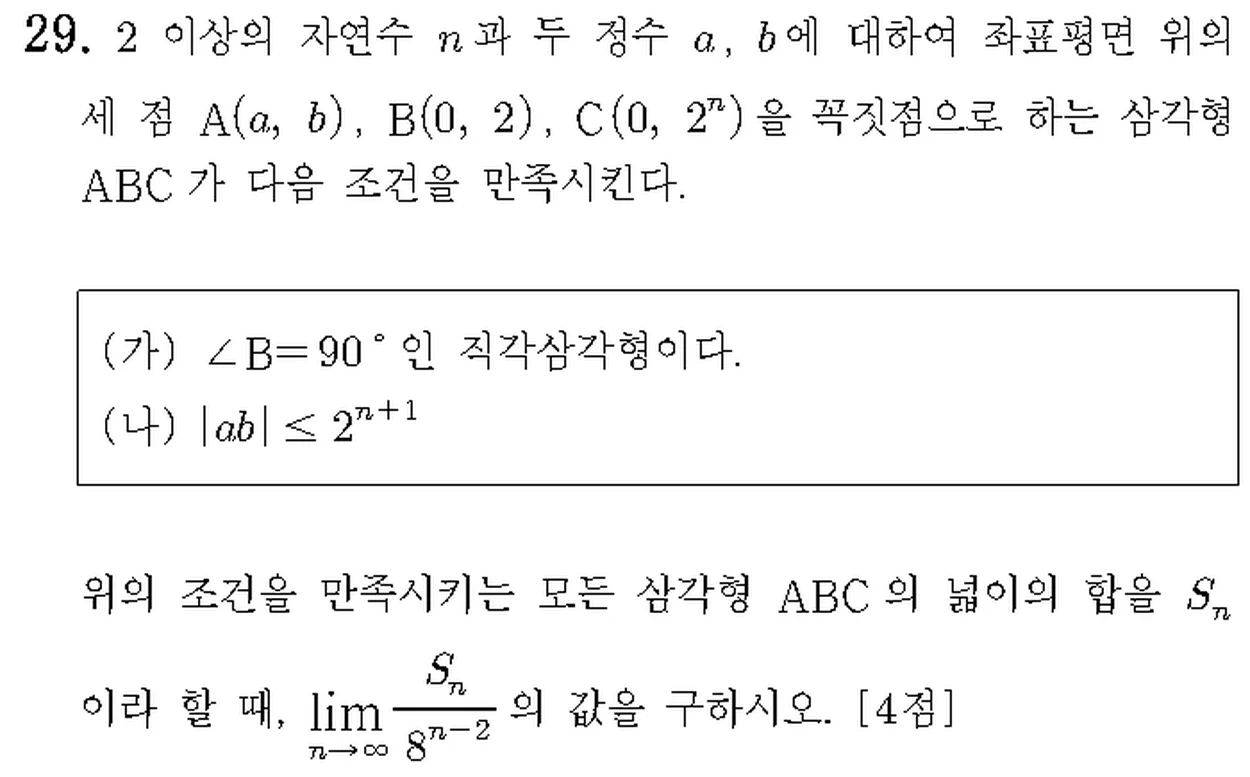 29. 2 이상의 자연수 n과 두 정수 a, b에 대하여 좌표평면 위의
세 점 A(a, b), B(0, 2), C(0, 2ⁿ)을 꼭짓점으로 하는 삼각형
ABC가 다음 조건을 만족시킨다.
(가) ∠B=90°인 직각삼각형이다.
(나) |ab| ≤ 2ⁿ⁺¹
위의 조건을 만족시키는 모든 삼각형 ABC의 넓이의 합을 Sₙ
이라 할 때, lim_{n→∞} Sₙ/8ⁿ⁻²의 값을 구하시오. [4점]